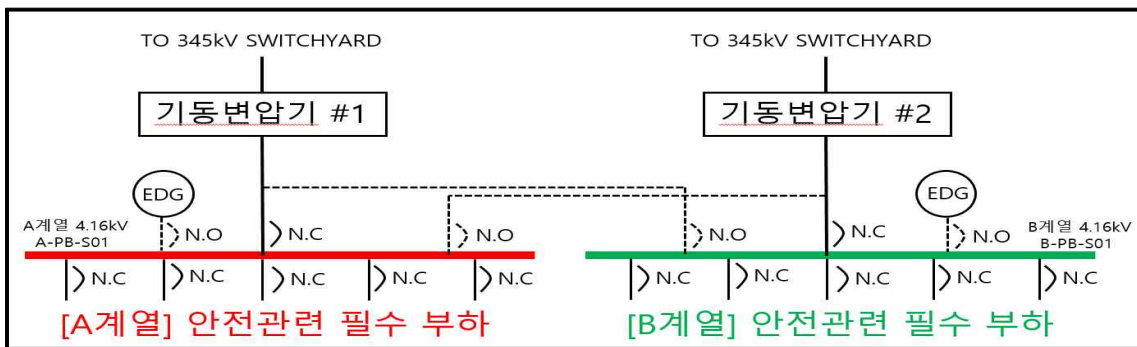 TO 345kV SWITCHYARD
TO 345kV SWITCHYARD
기동변압기 #1
기동변압기 #2
EDG
EDG
A계열 4.16kV
A-PB-S01
N.O
N.C
N.O
N.O
N.C
N.O
B계열 4.16kV
B-PB-S01
N.C
N.C
N.C
N.C
N.C
N.C
N.C
N.C
N.C
N.C
[A계열] 안전관련 필수 부하
[B계열] 안전관련 필수 부하